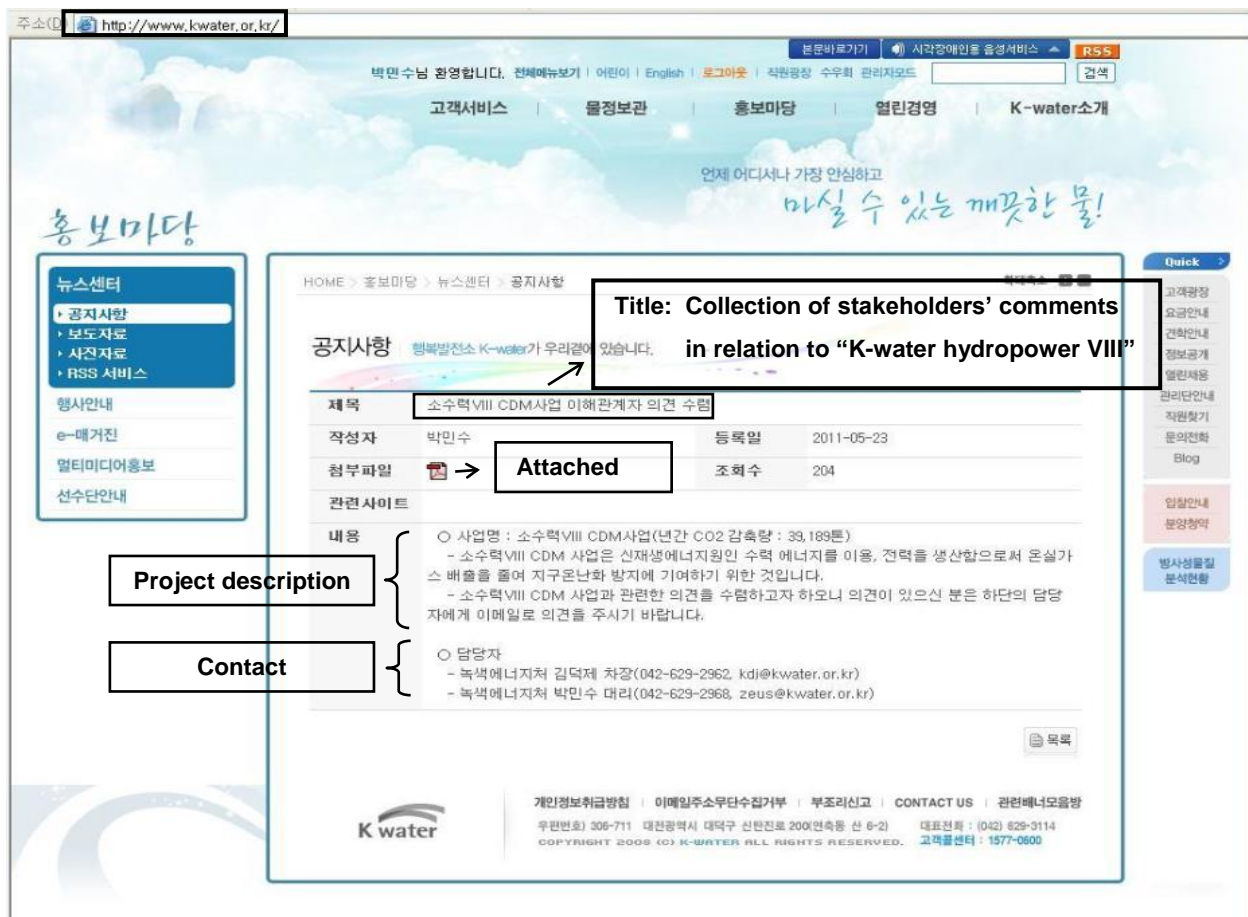 주소(D) http://www.kwater.or.kr/
본문바로가기 시각장애인용 음성서비스 RSS
박민수님 환영합니다. 전체메뉴보기 | 어린이 | English | 로그아웃 | 직원광장 수우회 관리자모드 검색
고객서비스 | 물정보관 | 홍보마당 | 열린경영 | K-water소개
언제 어디서나 가장 안심하고
마실 수 있는 깨끗한 물!
홍보마당
뉴스센터
공지사항
보도자료
사진자료
RSS 서비스
행사안내
e-매거진
멀티미디어홍보
선수단안내
HOME > 홍보마당 > 뉴스센터 > 공지사항
Title: Collection of stakeholders' comments
in relation to "K-water hydropower VIII"
공지사항 행복발전소 K-water가 우리곁에 있습니다.
제목 소수력VIII CDM사업 이해관계자 의견 수렴
작성자 박민수 등록일 2011-05-23
첨부파일 Attached 조회수 204
관련사이트
내용 ○ 사업명 : 소수력VIII CDM사업(년간 CO2 감축량 : 39,189톤)
- 소수력VIII CDM 사업은 신재생에너지원인 수력 에너지를 이용, 전력을 생산함으로써 온실가
스 배출을 줄여 지구온난화 방지에 기여하기 위한 것입니다.
- 소수력VIII CDM 사업과 관련한 의견을 수렴하고자 하오니 의견이 있으신 분은 하단의 담당
자에게 이메일로 의견을 주시기 바랍니다.
Project description
○ 담당자
- 녹색에너지처 김덕제 차장(042-629-2962, kdj@kwater.or.kr)
- 녹색에너지처 박민수 대리(042-629-2968, zeus@kwater.or.kr)
Contact
목록
Quick >
고객광장
요금안내
견학안내
정보공개
열린채용
관리단안내
직원찾기
문의전화
Blog
입찰안내
분양청약
방사성물질
분석현황
K water
개인정보취급방침 | 이메일주소무단수집거부 | 부조리신고 | CONTACT US | 관련배너모음방
우편번호) 306-711 대전광역시 대덕구 신탄진로 200(연축동 산 6-2) 대표전화 : (042) 629-3114
COPYRIGHT 2008 (C) K-WATER ALL RIGHTS RESERVED. 고객콜센터 : 1577-0600